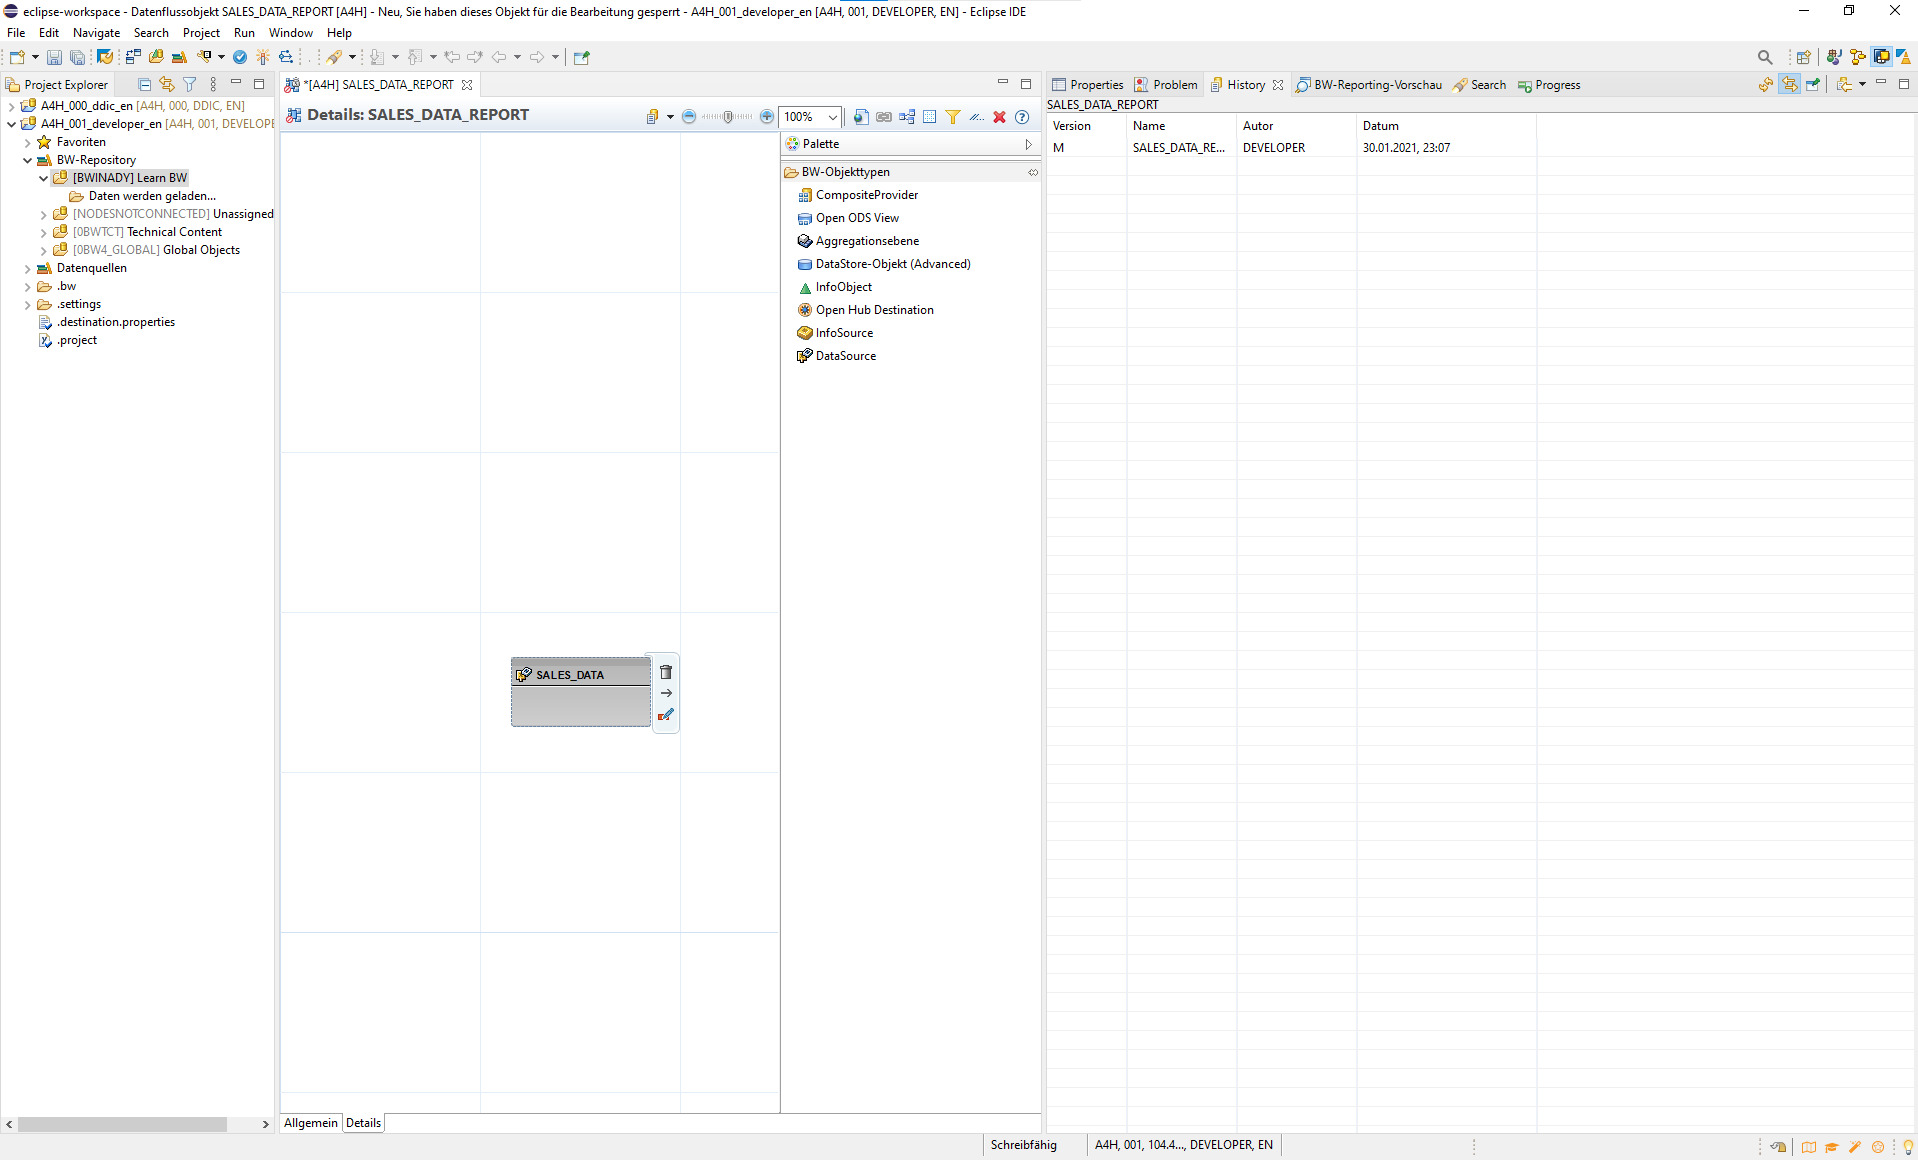 eclipse-workspace - Datenflussobjekt SALES_DATA_REPORT [A4H] - Neu, Sie haben dieses Objekt für die Bearbeitung gesperrt - A4H_001_developer_en [A4H, 001, DEVELOPER, EN] - Eclipse IDE
File Edit Navigate Search Project Run Window Help
Project Explorer
A4H_000_ddic_en [A4H, 000, DDIC, EN]
A4H_001_developer_en [A4H, 001, DEVELOPE
Favoriten
BW-Repository
[BWINADY] Learn BW
Daten werden geladen...
[NODESNOTCONNECTED] Unassigned
[0BWTCT] Technical Content
[0BW4_GLOBAL] Global Objects
Datenquellen
.bw
.settings
.destination.properties
.project
*[A4H] SALES_DATA_REPORT
Details: SALES_DATA_REPORT
100%
Palette
BW-Objekttypen
CompositeProvider
Open ODS View
Aggregationsebene
DataStore-Objekt (Advanced)
InfoObject
Open Hub Destination
InfoSource
DataSource
SALES_DATA
Allgemein Details
Properties Problem History BW-Reporting-Vorschau Search Progress
SALES_DATA_REPORT
Version Name Autor Datum
M SALES_DATA_RE... DEVELOPER 30.01.2021, 23:07
Schreibfähig A4H, 001, 104.4..., DEVELOPER, EN